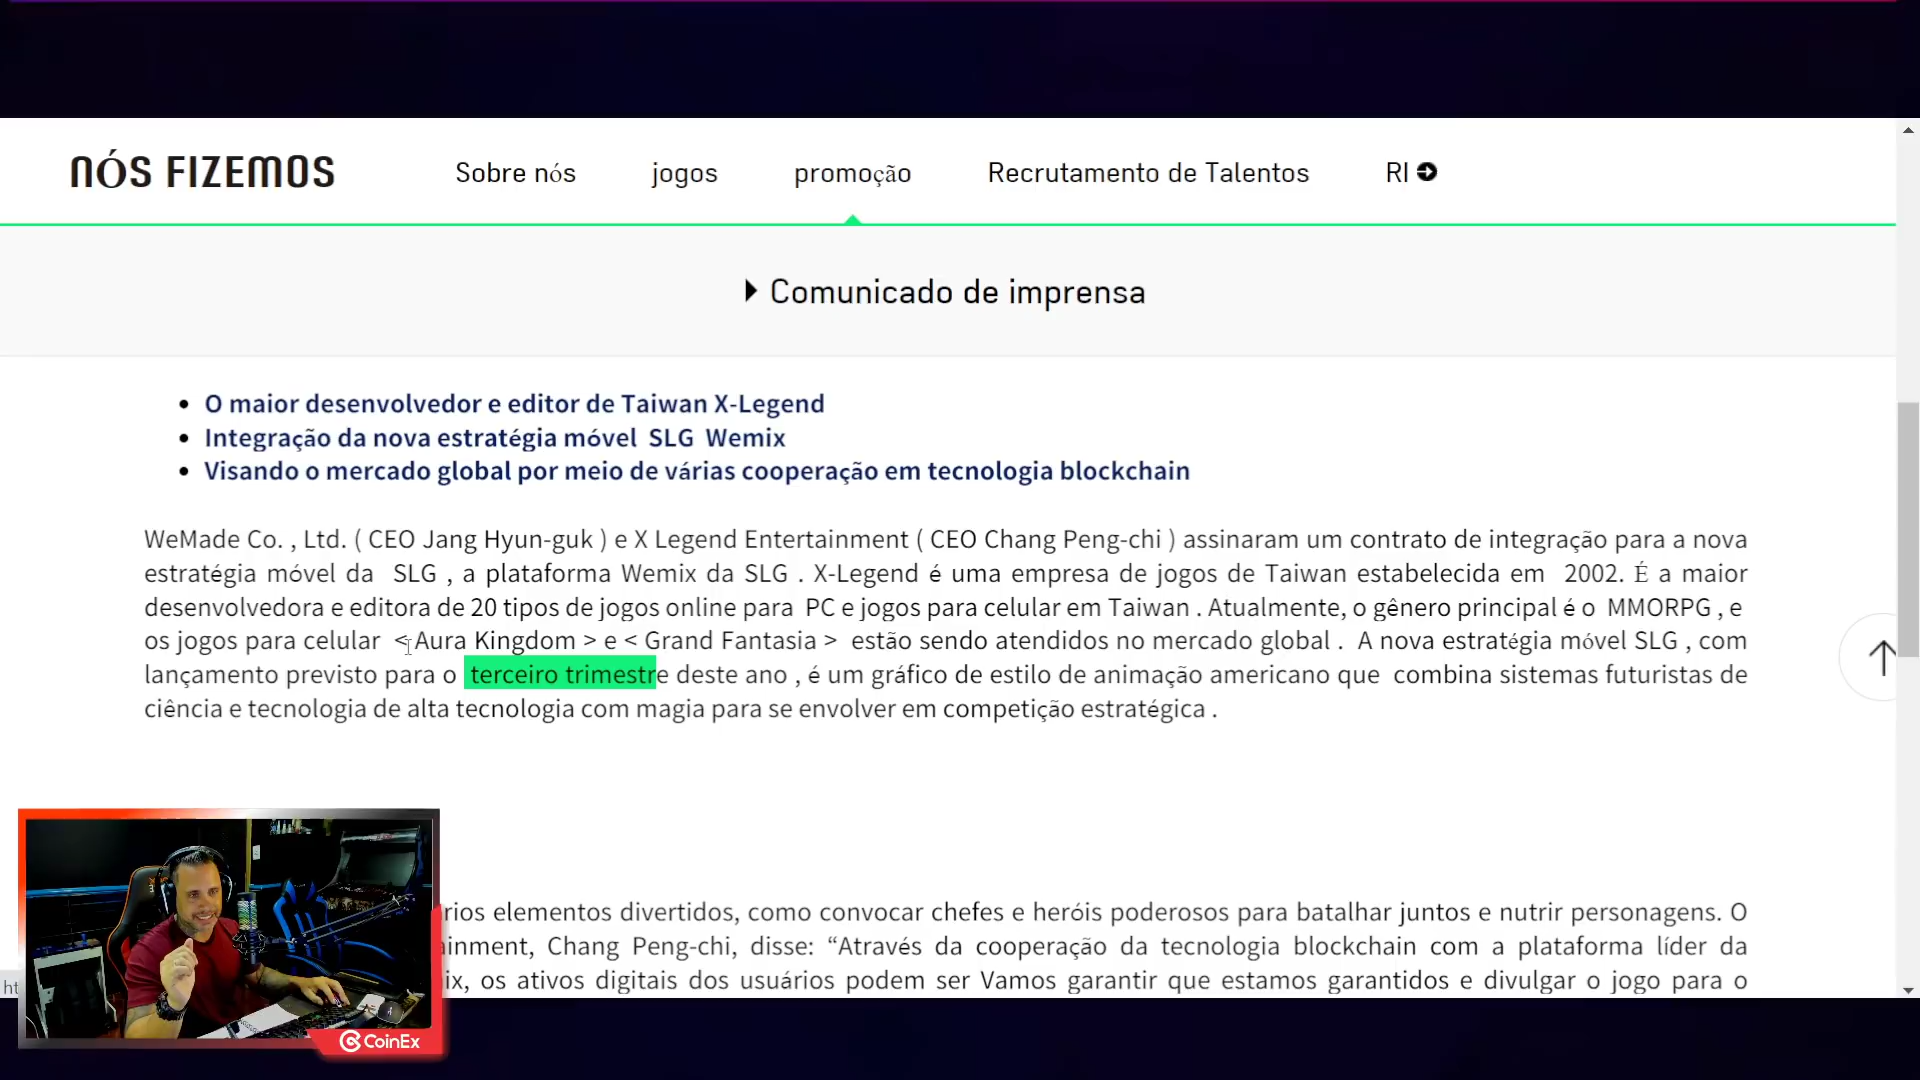 NÓS FIZEMOS
Sobre nós
jogos
promoção
Recrutamento de Talentos
RI
Comunicado de imprensa
O maior desenvolvedor e editor de Taiwan X-Legend
Integração da nova estratégia móvel SLG Wemix
Visando o mercado global por meio de várias cooperação em tecnologia blockchain
WeMade Co. , Ltd. ( CEO Jang Hyun-guk ) e X Legend Entertainment ( CEO Chang Peng-chi ) assinaram um contrato de integração para a nova
estratégia móvel da SLG , a plataforma Wemix da SLG . X-Legend é uma empresa de jogos de Taiwan estabelecida em 2002. É a maior
desenvolvedora e editora de 20 tipos de jogos online para PC e jogos para celular em Taiwan . Atualmente, o gênero principal é o MMORPG , e
os jogos para celular < Aura Kingdom > e < Grand Fantasia > estão sendo atendidos no mercado global . A nova estratégia móvel SLG , com
lançamento previsto para o terceiro trimestre deste ano , é um gráfico de estilo de animação americano que combina sistemas futuristas de
ciência e tecnologia de alta tecnologia com magia para se envolver em competição estratégica .
rios elementos divertidos, como convocar chefes e heróis poderosos para batalhar juntos e nutrir personagens. O
ainment, Chang Peng-chi, disse: “Através da cooperação da tecnologia blockchain com a plataforma líder da
ix, os ativos digitais dos usuários podem ser Vamos garantir que estamos garantidos e divulgar o jogo para o
ht
CoinEx